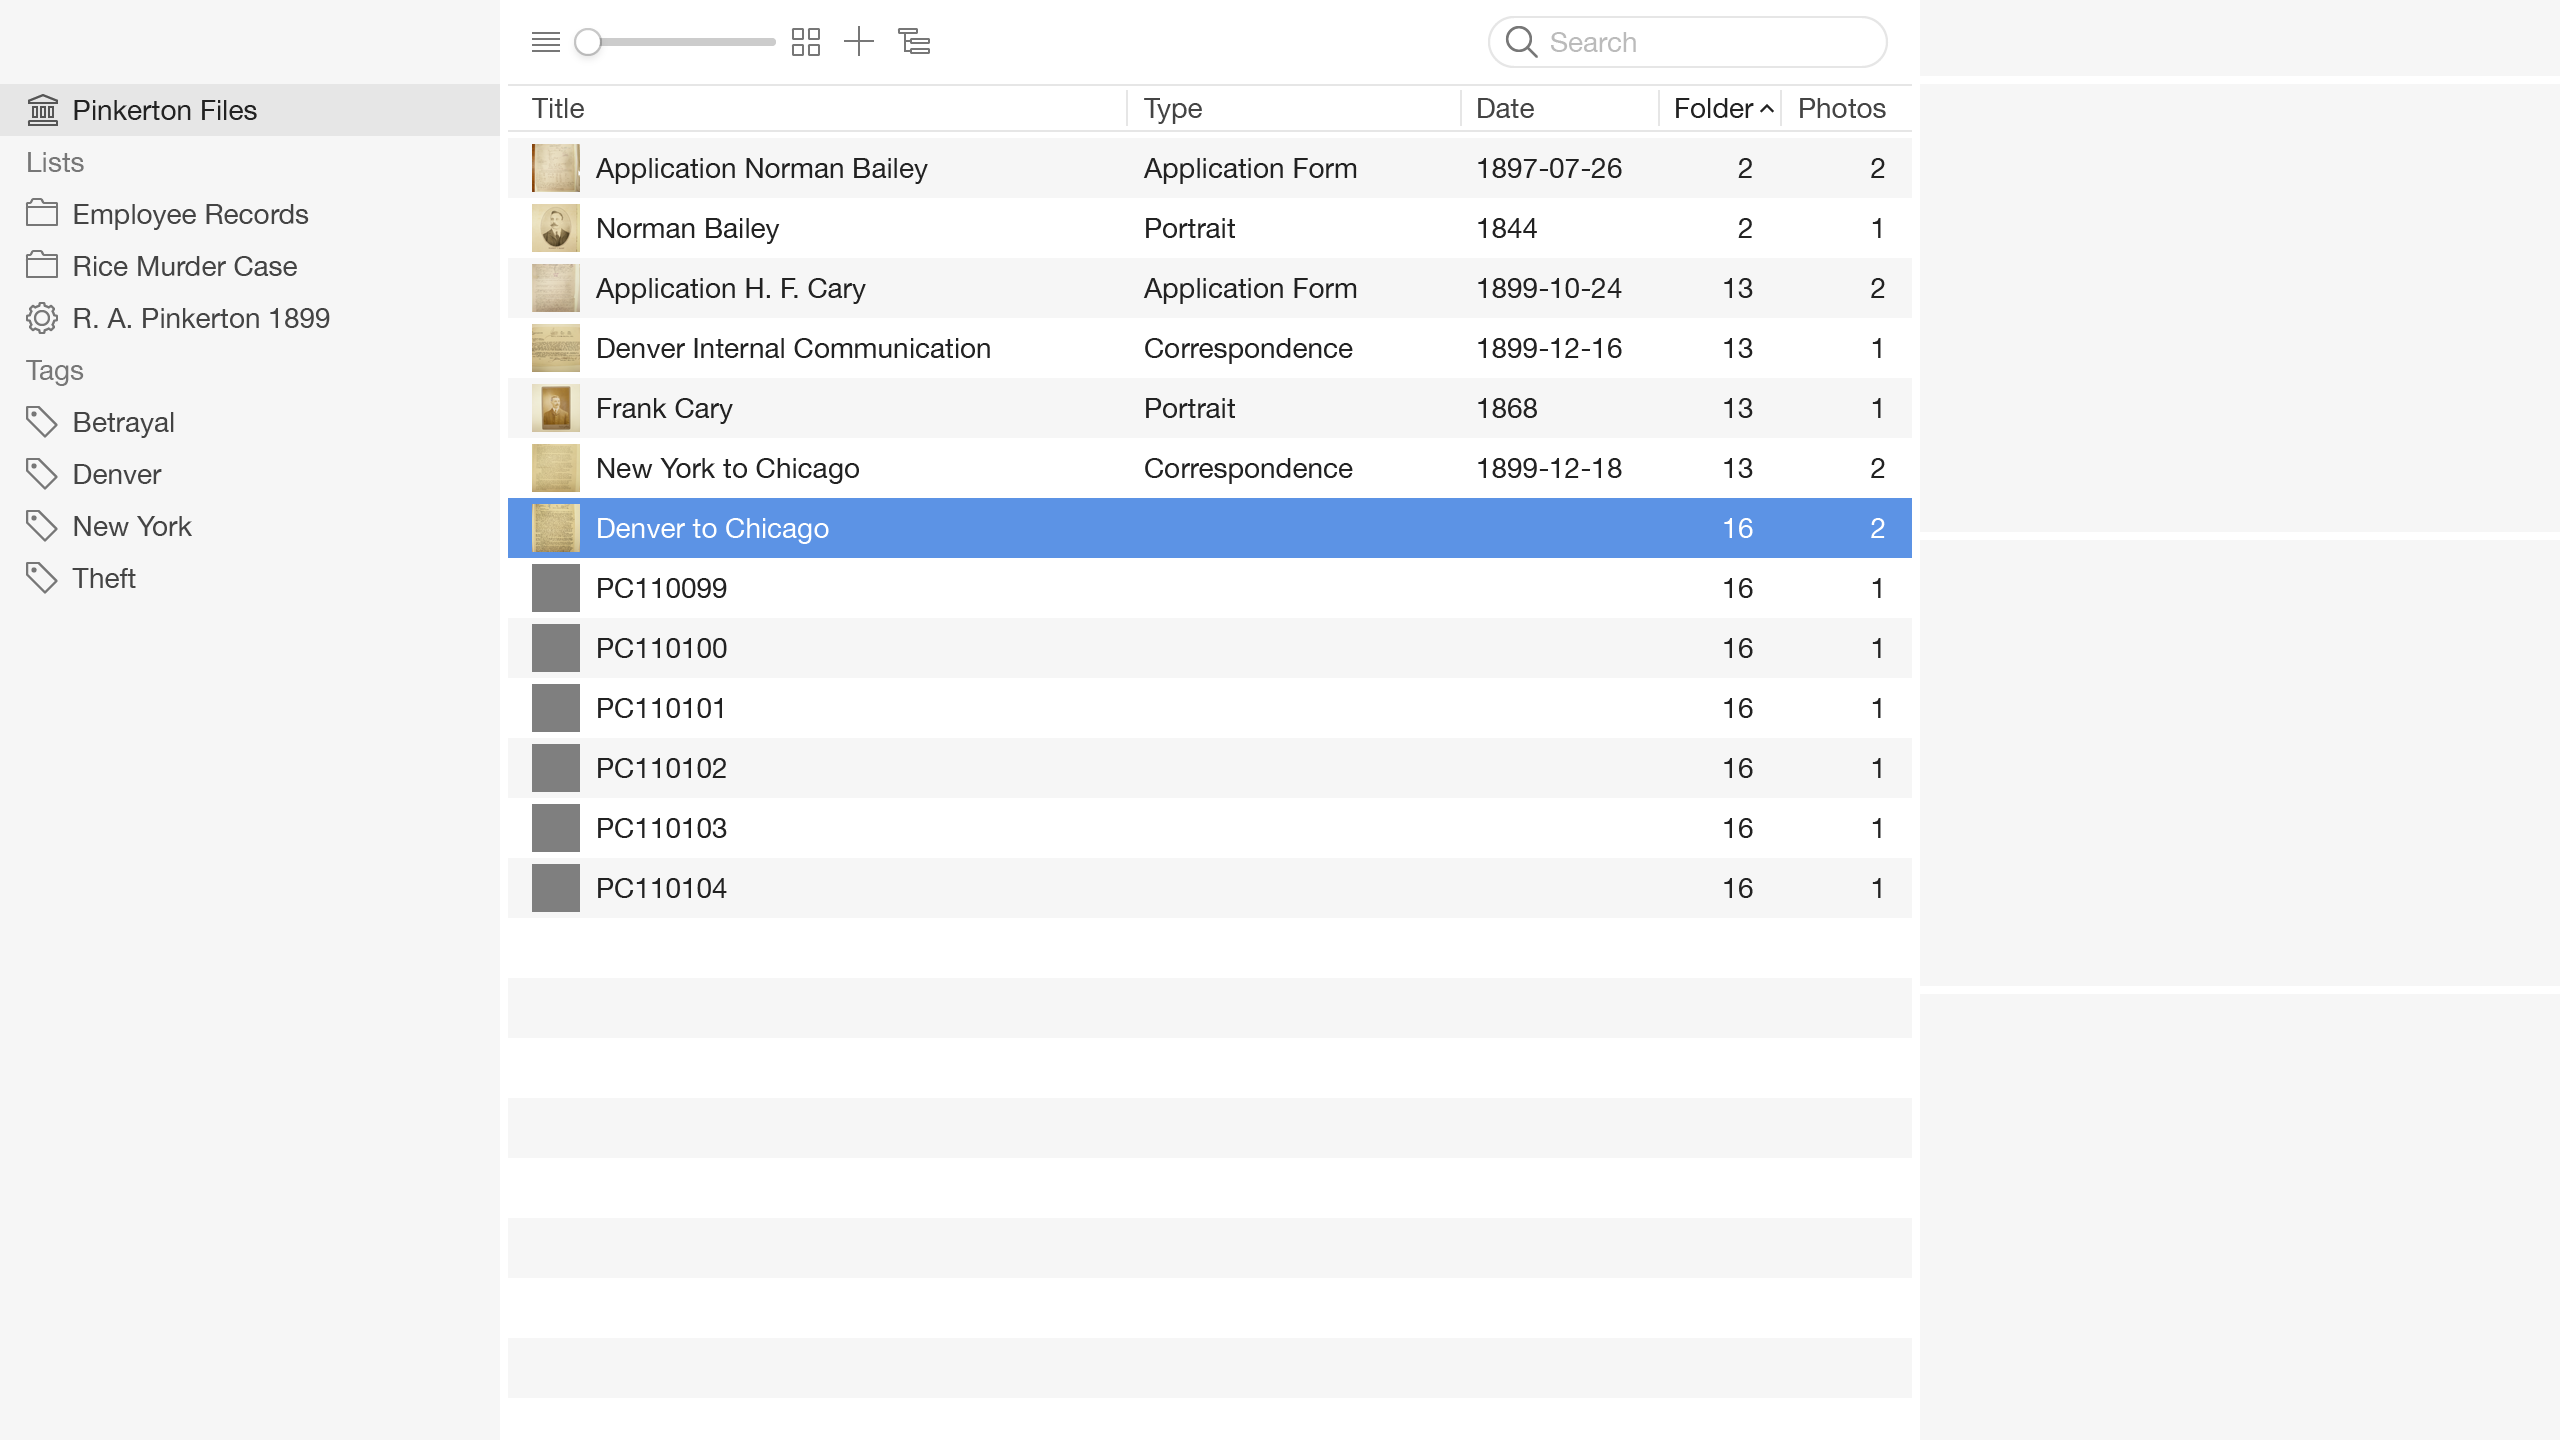 Search
Pinkerton Files
Lists
Employee Records
Rice Murder Case
R. A. Pinkerton 1899
Tags
Betrayal
Denver
New York
Theft
Title Type Date Folder Photos
Application Norman Bailey Application Form 1897-07-26 2 2
Norman Bailey Portrait 1844 2 1
Application H. F. Cary Application Form 1899-10-24 13 2
Denver Internal Communication Correspondence 1899-12-16 13 1
Frank Cary Portrait 1868 13 1
New York to Chicago Correspondence 1899-12-18 13 2
Denver to Chicago 16 2
PC110099 16 1
PC110100 16 1
PC110101 16 1
PC110102 16 1
PC110103 16 1
PC110104 16 1